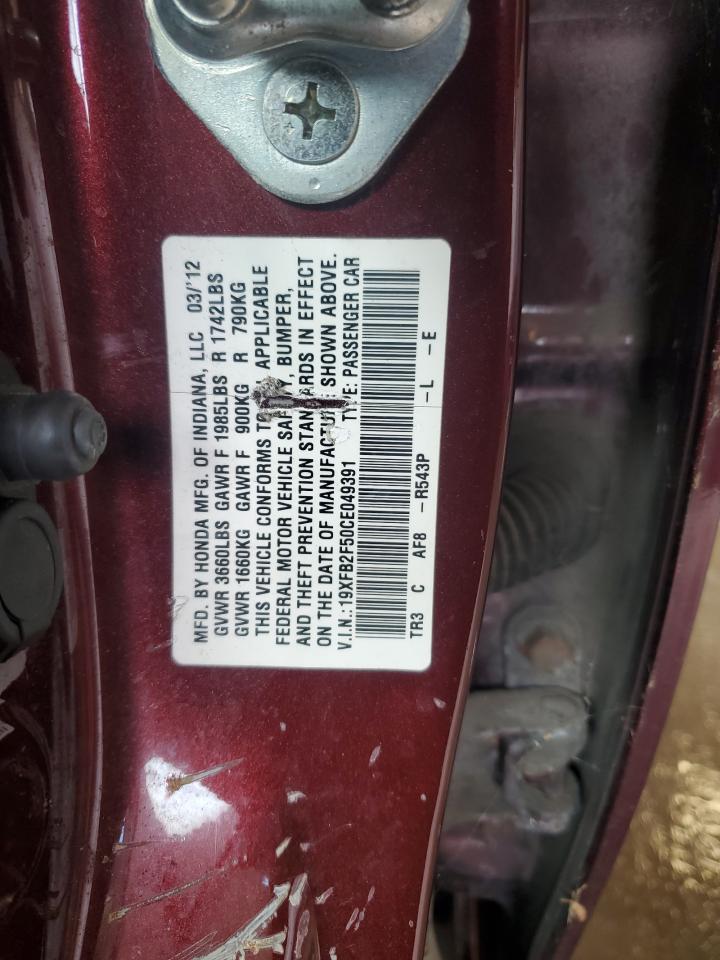 MFD. BY HONDA MFG. OF INDIANA, LLC 03/'12
GVWR 3660LBS GAWR F 1985LBS R 1742LBS
GVWR 1660KG GAWR F 900KG R 790KG
THIS VEHICLE CONFORMS TO APPLICABLE
FEDERAL MOTOR VEHICLE SAFETY, BUMPER,
AND THEFT PREVENTION STANDARDS IN EFFECT
ON THE DATE OF MANUFACTURE SHOWN ABOVE.
V.I.N.:19XFB2F50CE049391 TYPE: PASSENGER CAR
TR3 C AF8 -R543P -L -E